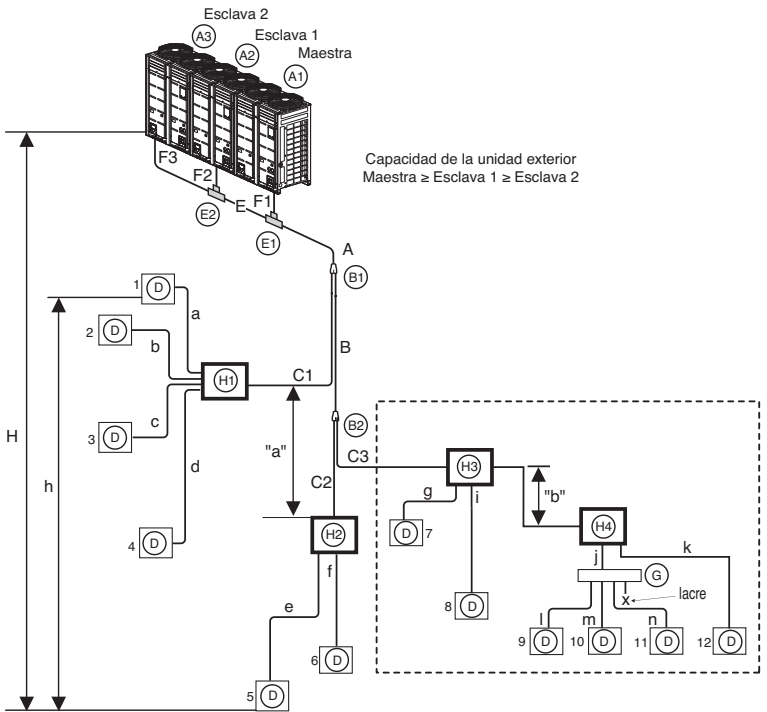 Esclava 2
A3
Esclava 1
A2
Maestra
A1
F3
F2
F1
E
E2
E1
Capacidad de la unidad exterior
Maestra ≥ Esclava 1 ≥ Esclava 2
A
B1
1 D
a
2 D
b
B
H1
C1
H
h
3 D
c
d
"a"
B2
C3
C2
4 D
H3
g
i
"b"
D 7
H4
H2
j
k
G
f
e
x
lacre
8 D
l
m
n
9 D
10 D
11 D
12 D
6 D
5 D